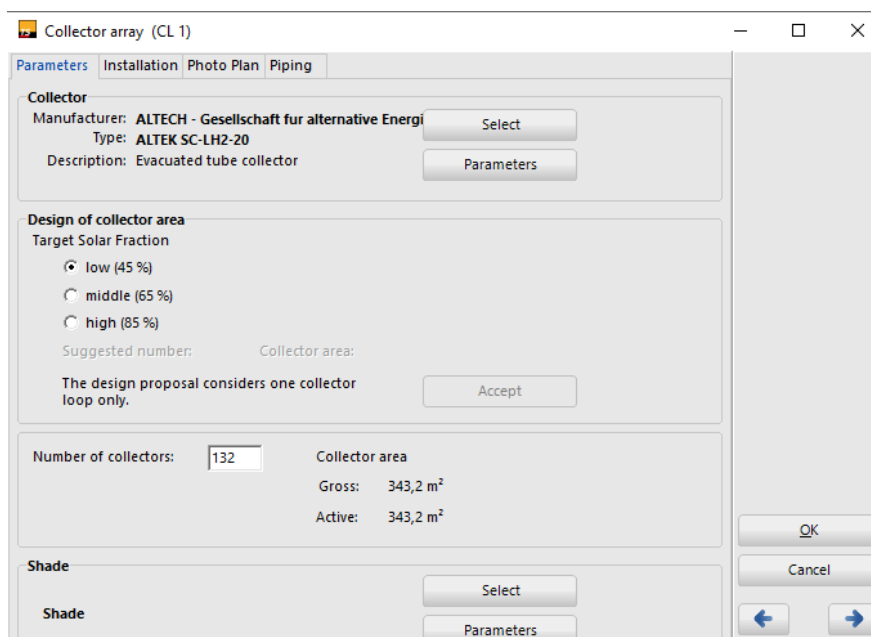 Collector array (CL 1)
Parameters Installation Photo Plan Piping
Collector
Manufacturer: ALTECH - Gesellschaft fur alternative Energi
Select
Type: ALTEK SC-LH2-20
Description: Evacuated tube collector
Parameters
Design of collector area
Target Solar Fraction
low (45 %)
middle (65 %)
high (85 %)
Suggested number: Collector area:
The design proposal considers one collector
loop only.
Accept
Number of collectors: 132 Collector area
Gross: 343,2 m²
Active: 343,2 m²
OK
Cancel
Shade
Select
Shade
Parameters